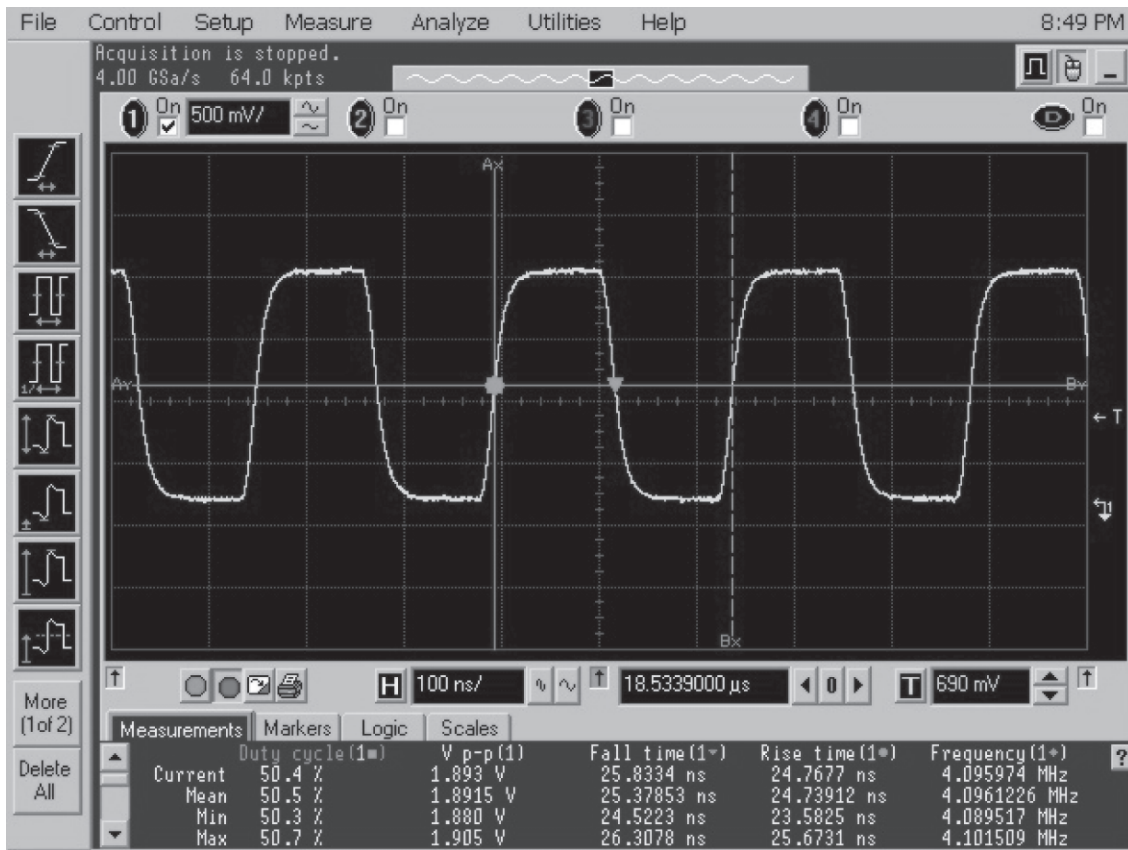 File Control Setup Measure Analyze Utilities Help 8:49 PM
Acquisition is stopped.
4.00 GSa/s 64.0 kpts
1 On 500 mV/ 2 On 3 On 4 On D On
Ax
Ay By
T
Bx
More
(1of 2)
Delete
All
H 100 ns/ 18.5339000 µs 0 T 690 mV
Measurements Markers Logic Scales
Duty cycle(1■) V p-p(1) Fall time(1▾) Rise time(1●) Frequency(1◆) ?
Current 50.4 % 1.893 V 25.8334 ns 24.7677 ns 4.095974 MHz
Mean 50.5 % 1.8915 V 25.37853 ns 24.73912 ns 4.0961226 MHz
Min 50.3 % 1.880 V 24.5223 ns 23.5825 ns 4.089517 MHz
Max 50.7 % 1.905 V 26.3078 ns 25.6731 ns 4.101509 MHz